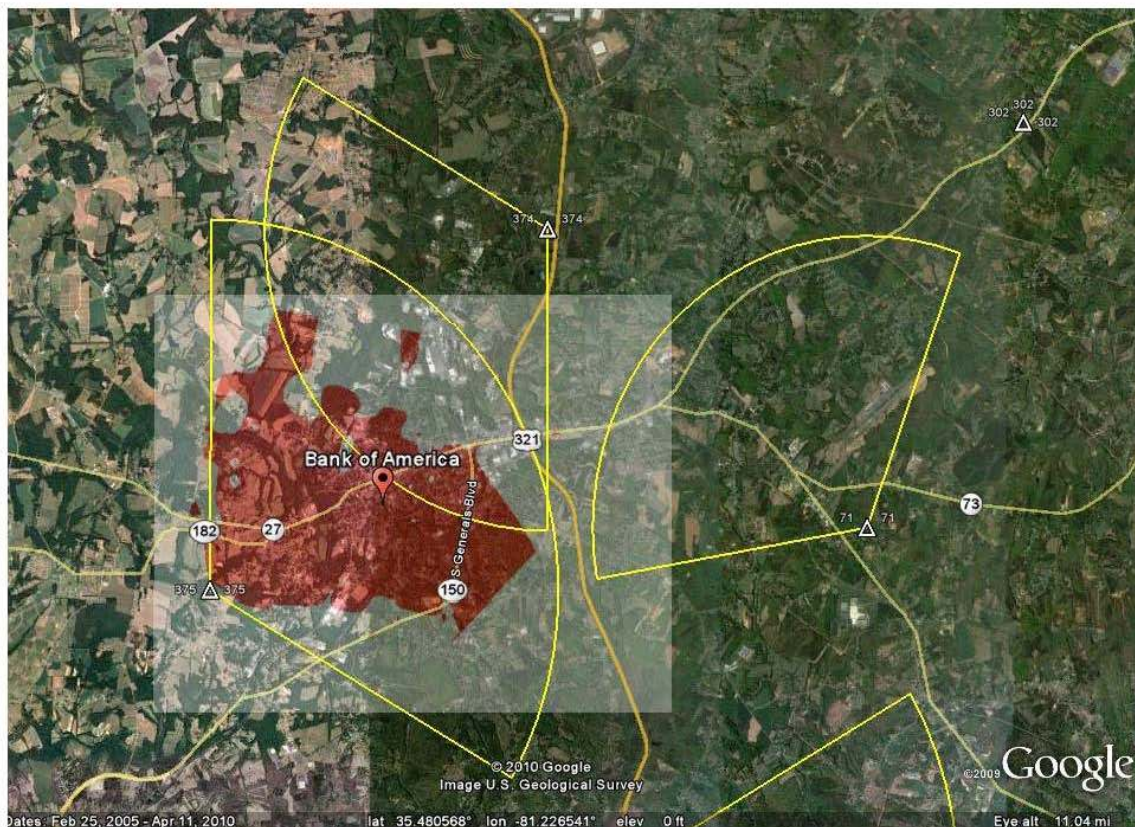 302
302
302
374
374
321
Bank of America
S Generals Blvd
182
27
71
71
73
375
375
150
© 2010 Google
Image U.S. Geological Survey
©2009 Google
Dates: Feb 25, 2005 - Apr 11, 2010
lat 35.480568° lon -81.226541° elev 0 ft
Eye alt 11.04 mi